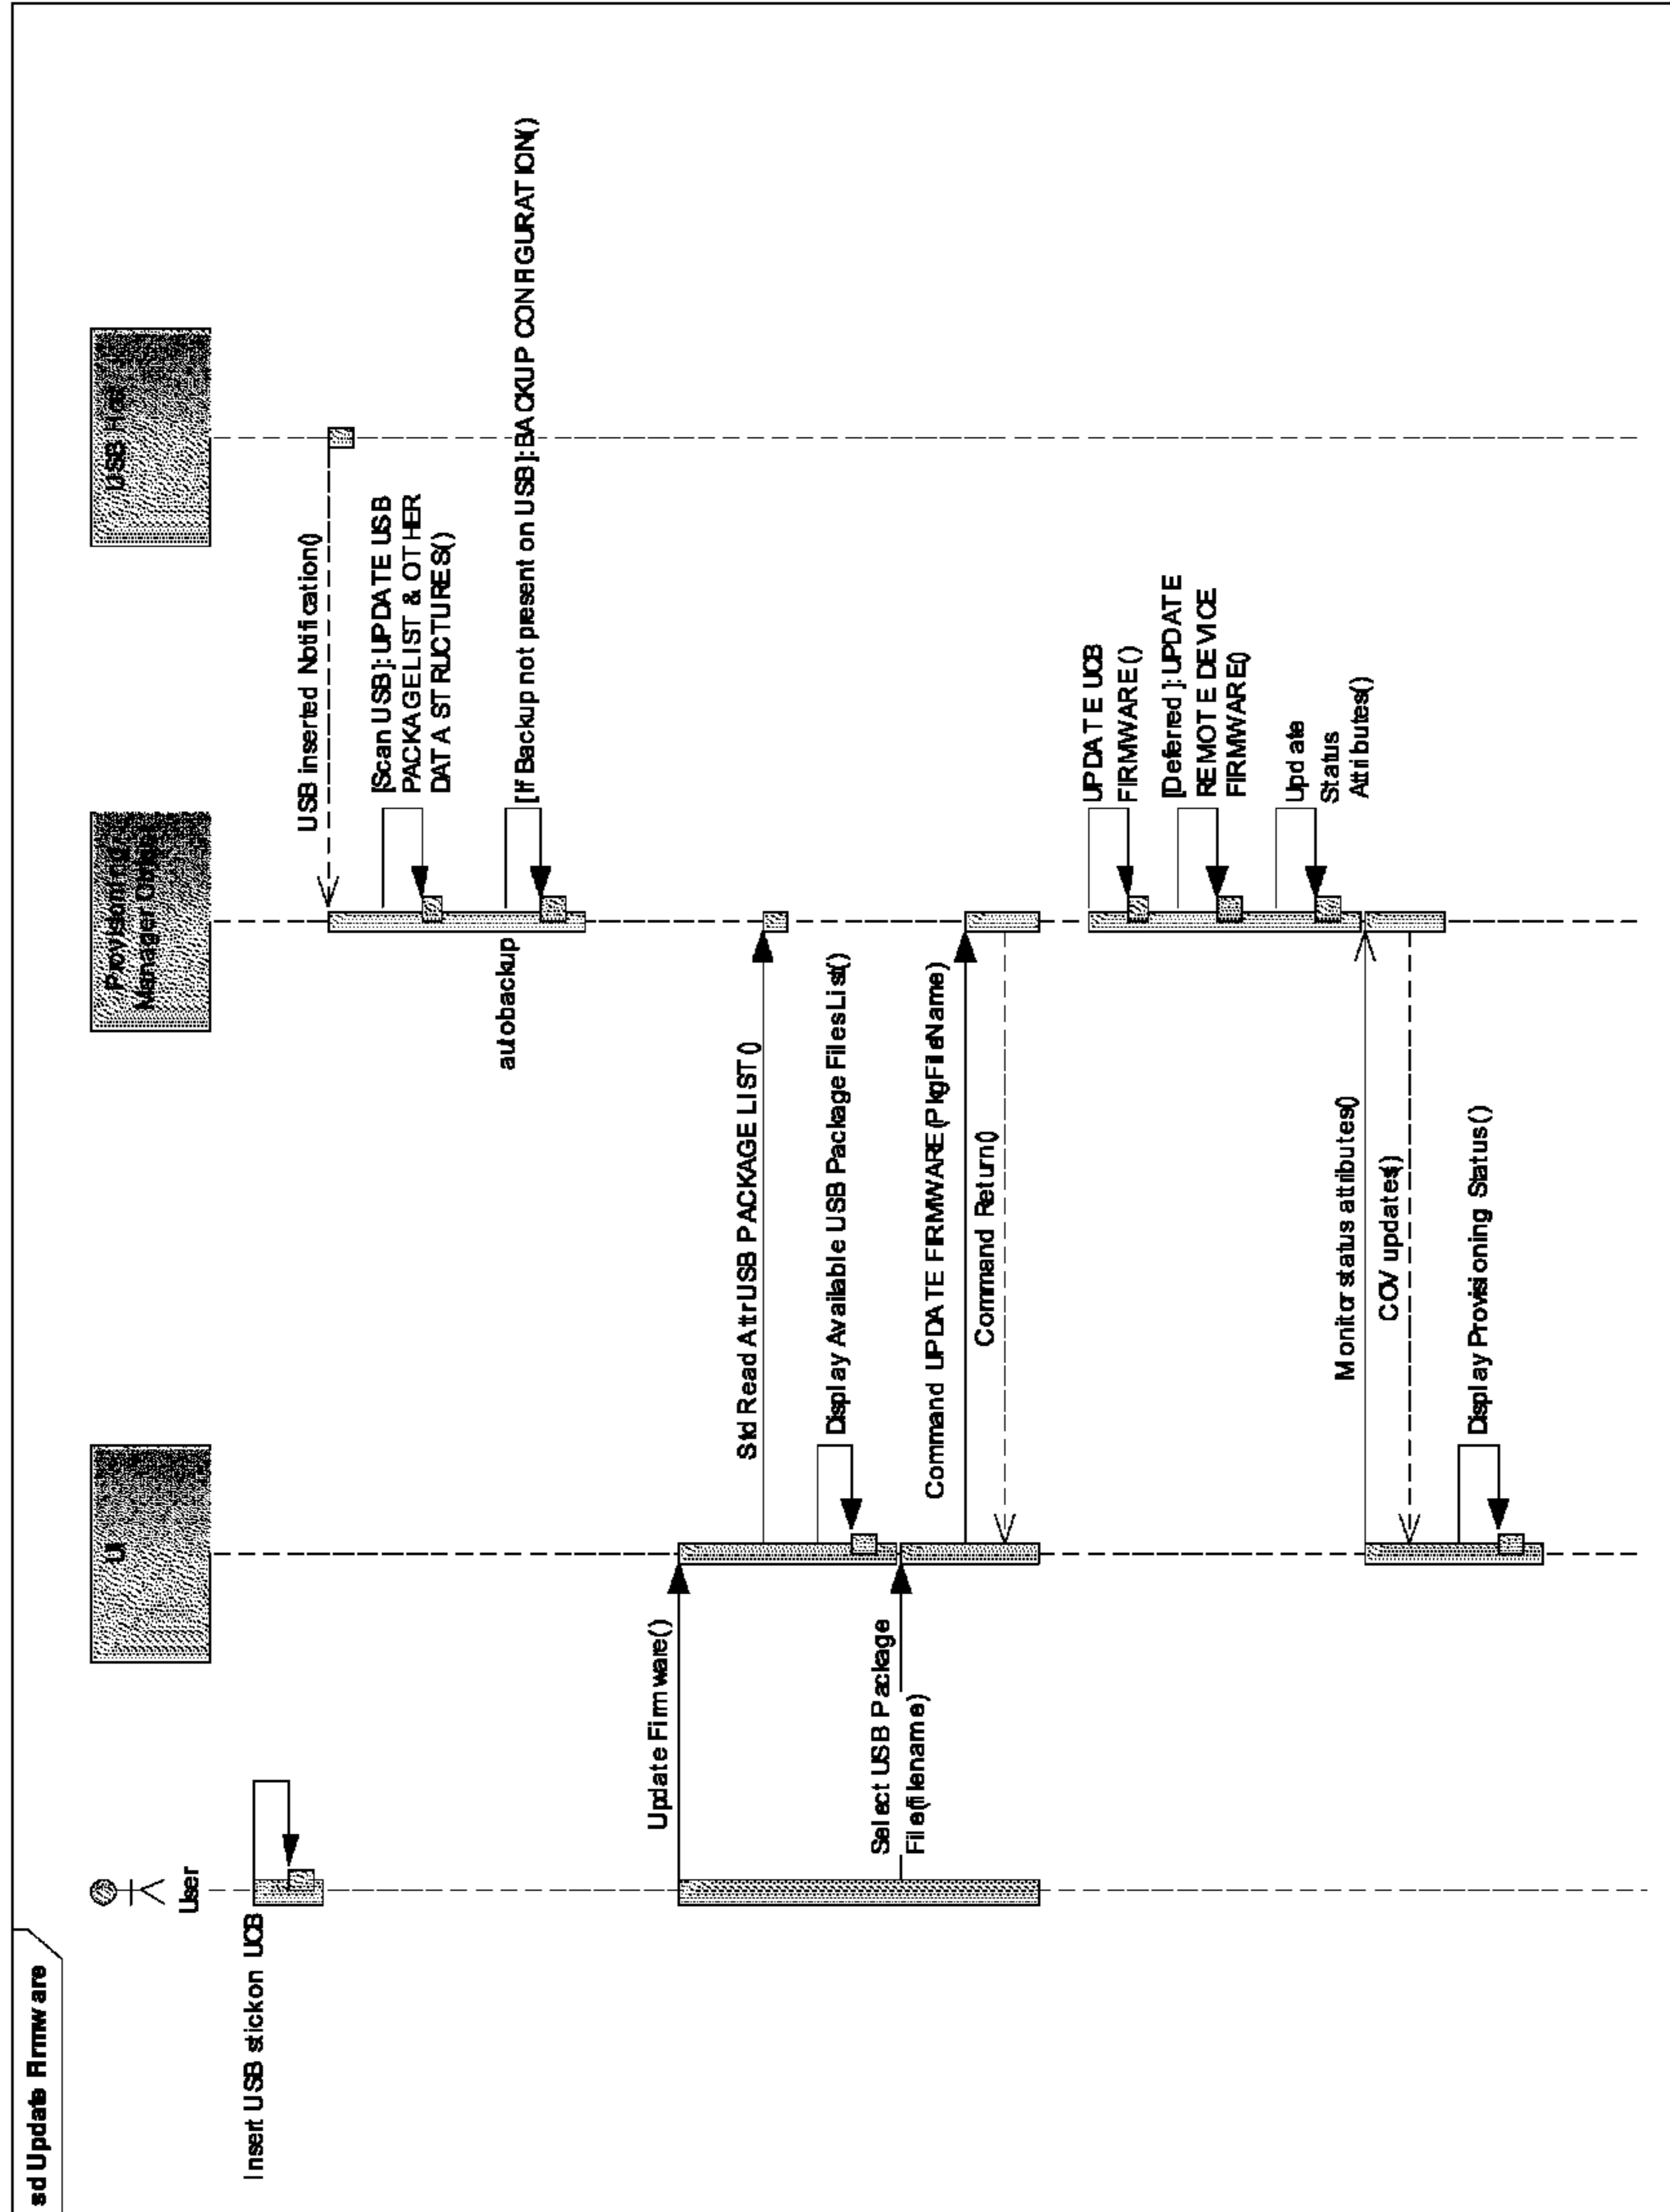 sd Update Firmware
User
UI
Provisioning
Manager Object
USB Host
Insert USB stick on UCB
USB inserted Notification()
[Scan USB]:UPDATE USB
PACKAGELIST & OTHER
DATA STRUCTURES()
autobackup
[If Backup not present on USB]:BACKUP CONFIGURATION()
Update Firmware()
Std Read Attr USB PACKAGE LIST()
Display Available USB Package Files List()
Select USB Package
File(filename)
Command UPDATE FIRMWARE(PkgFileName)
Command Return()
UPDATE UCB
FIRMWARE()
[Deferred]:UPDATE
REMOTE DEVICE
FIRMWARE()
Update
Status
Attributes()
Monitor status attributes()
COV updates()
Display Provisioning Status()